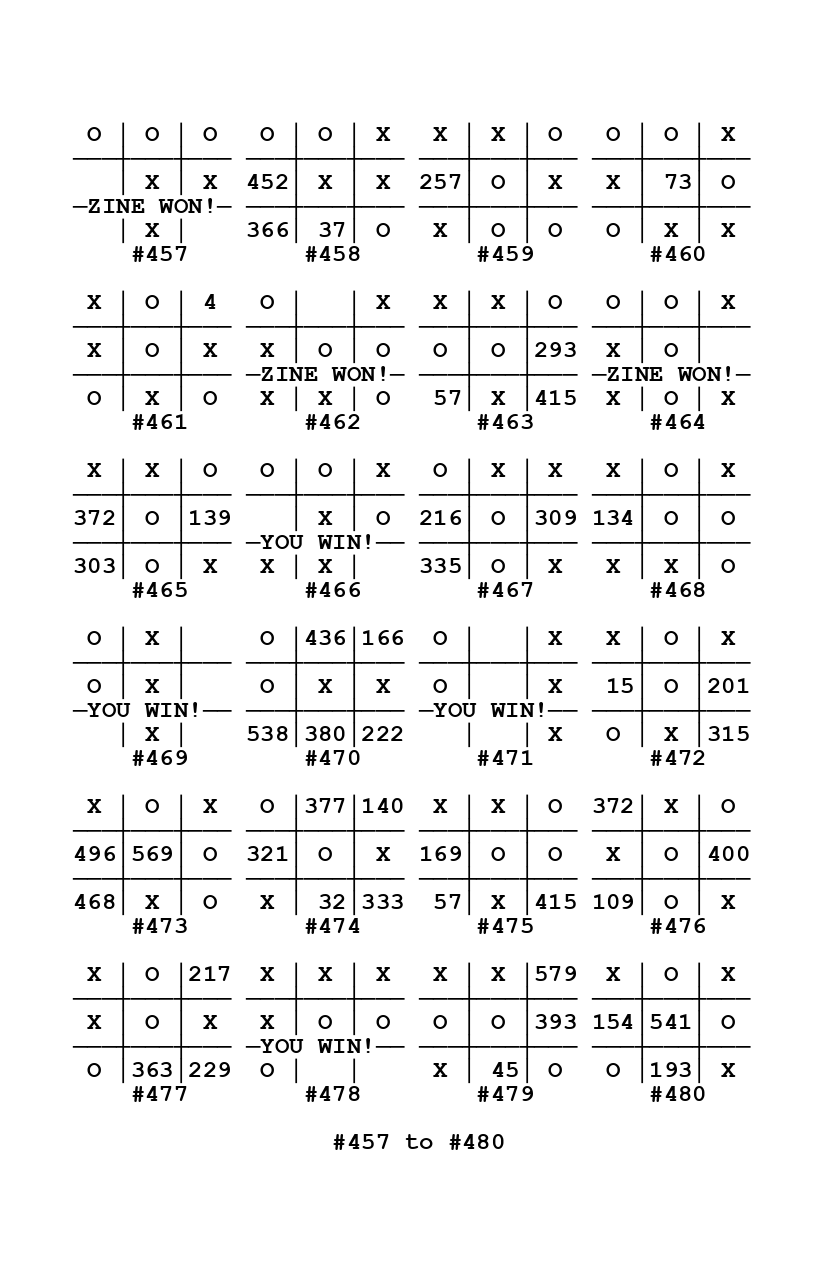 O | O | O   O | O | X   X | X | O   O | O | X
  | X | X   452| X | X   257| O | X   X | 73| O
ZINE WON!
  | X |     366| 37| O   X | O | O   O | X | X
#457 #458 #459 #460
X | O | 4   O |   | X   X | X | O   O | O | X
X | O | X   X | O | O   O | O |293   X | O |
ZINE WON! ZINE WON!
O | X | O   X | X | O   57| X |415   X | O | X
#461 #462 #463 #464
X | X | O   O | O | X   O | X | X   X | O | X
372| O |139     | X | O   216| O |309   134| O | O
YOU WIN!
303| O | X   X | X |     335| O | X   X | X | O
#465 #466 #467 #468
O | X |     O |436|166   O |   | X   X | O | X
O | X |     O | X | X   O |   | X   15| O |201
YOU WIN! YOU WIN!
  | X |     538|380|222     |   | X   O | X |315
#469 #470 #471 #472
X | O | X   O |377|140   X | X | O   372| X | O
496|569| O   321| O | X   169| O | O   X | O |400
468| X | O   X | 32|333   57| X |415   109| O | X
#473 #474 #475 #476
X | O |217   X | X | X   X | X |579   X | O | X
X | O | X   X | O | O   O | O |393   154|541| O
YOU WIN!
O |363|229   O |   |     X | 45| O   O |193| X
#477 #478 #479 #480
#457 to #480